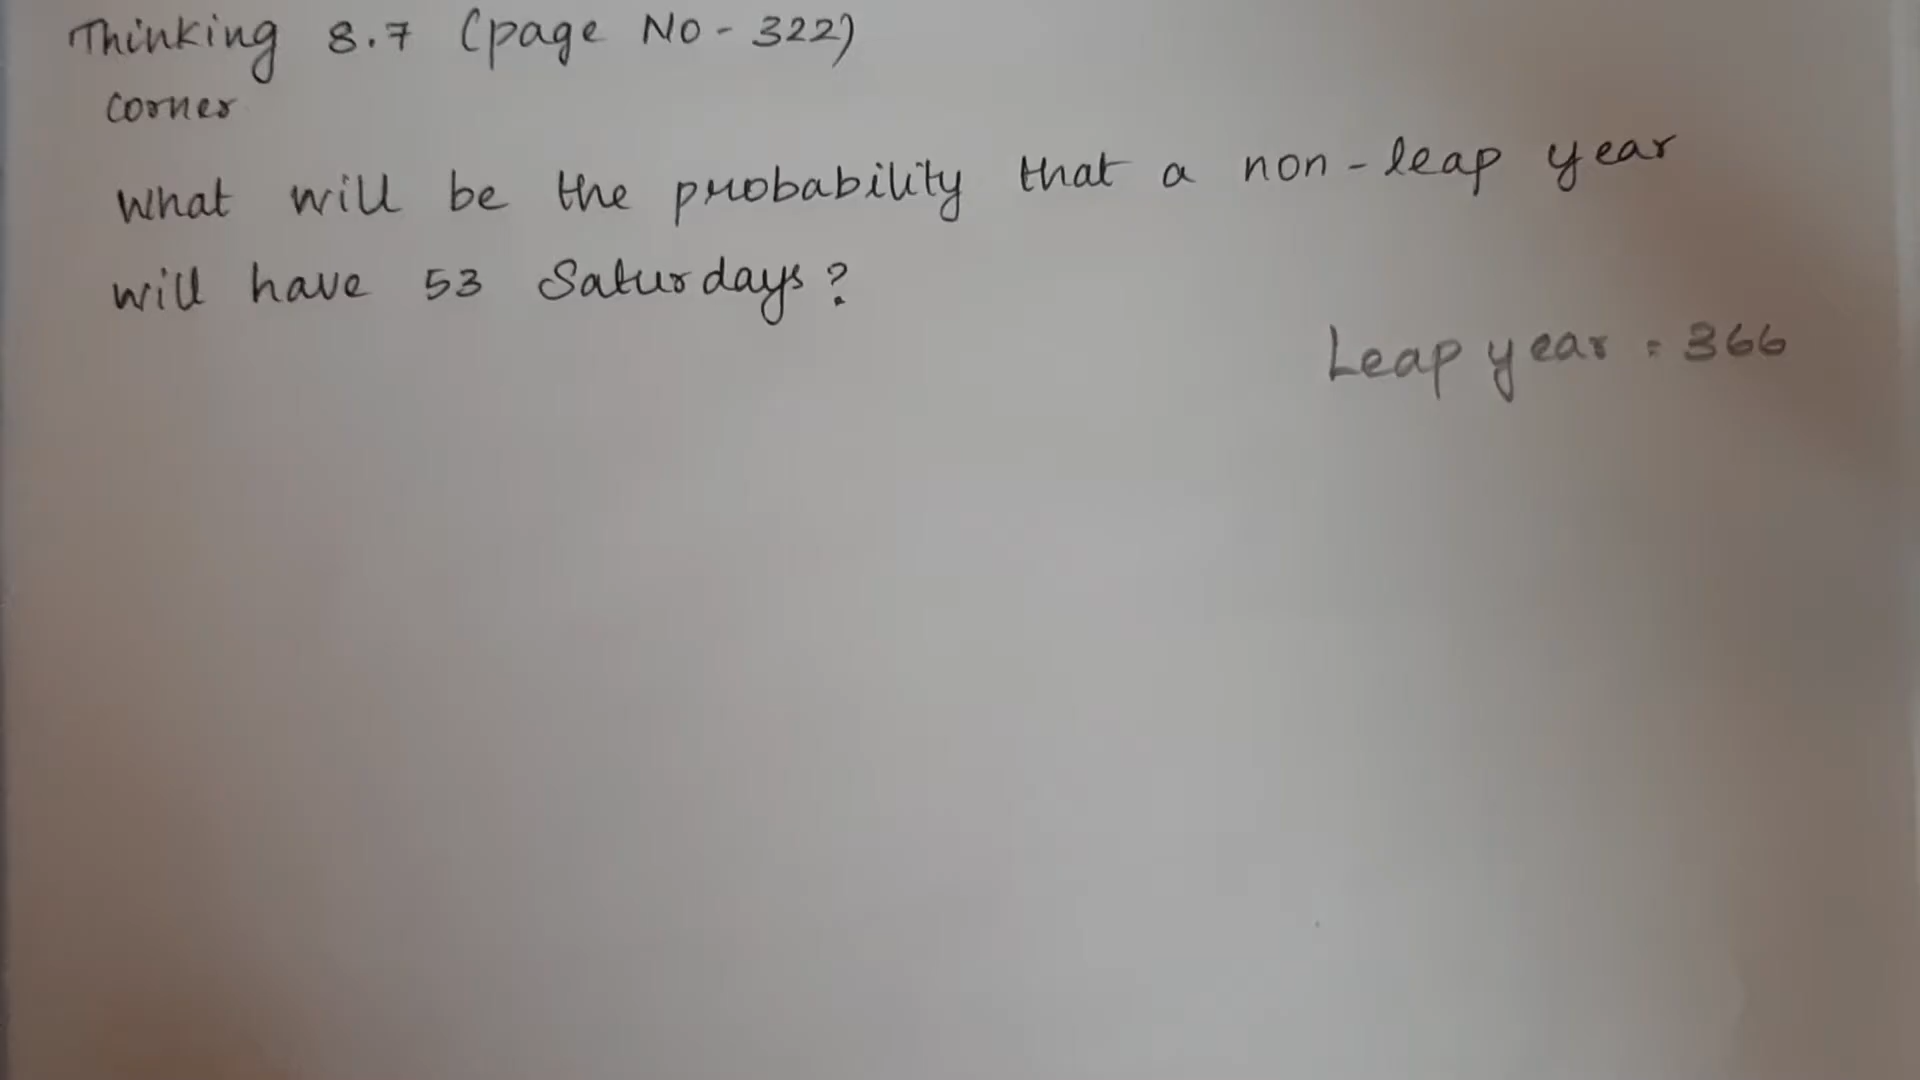 Thinking 8.7 (page No - 322)
corner
What will be the probability that a non-leap year
will have 53 Saturdays?
Leap year = 366